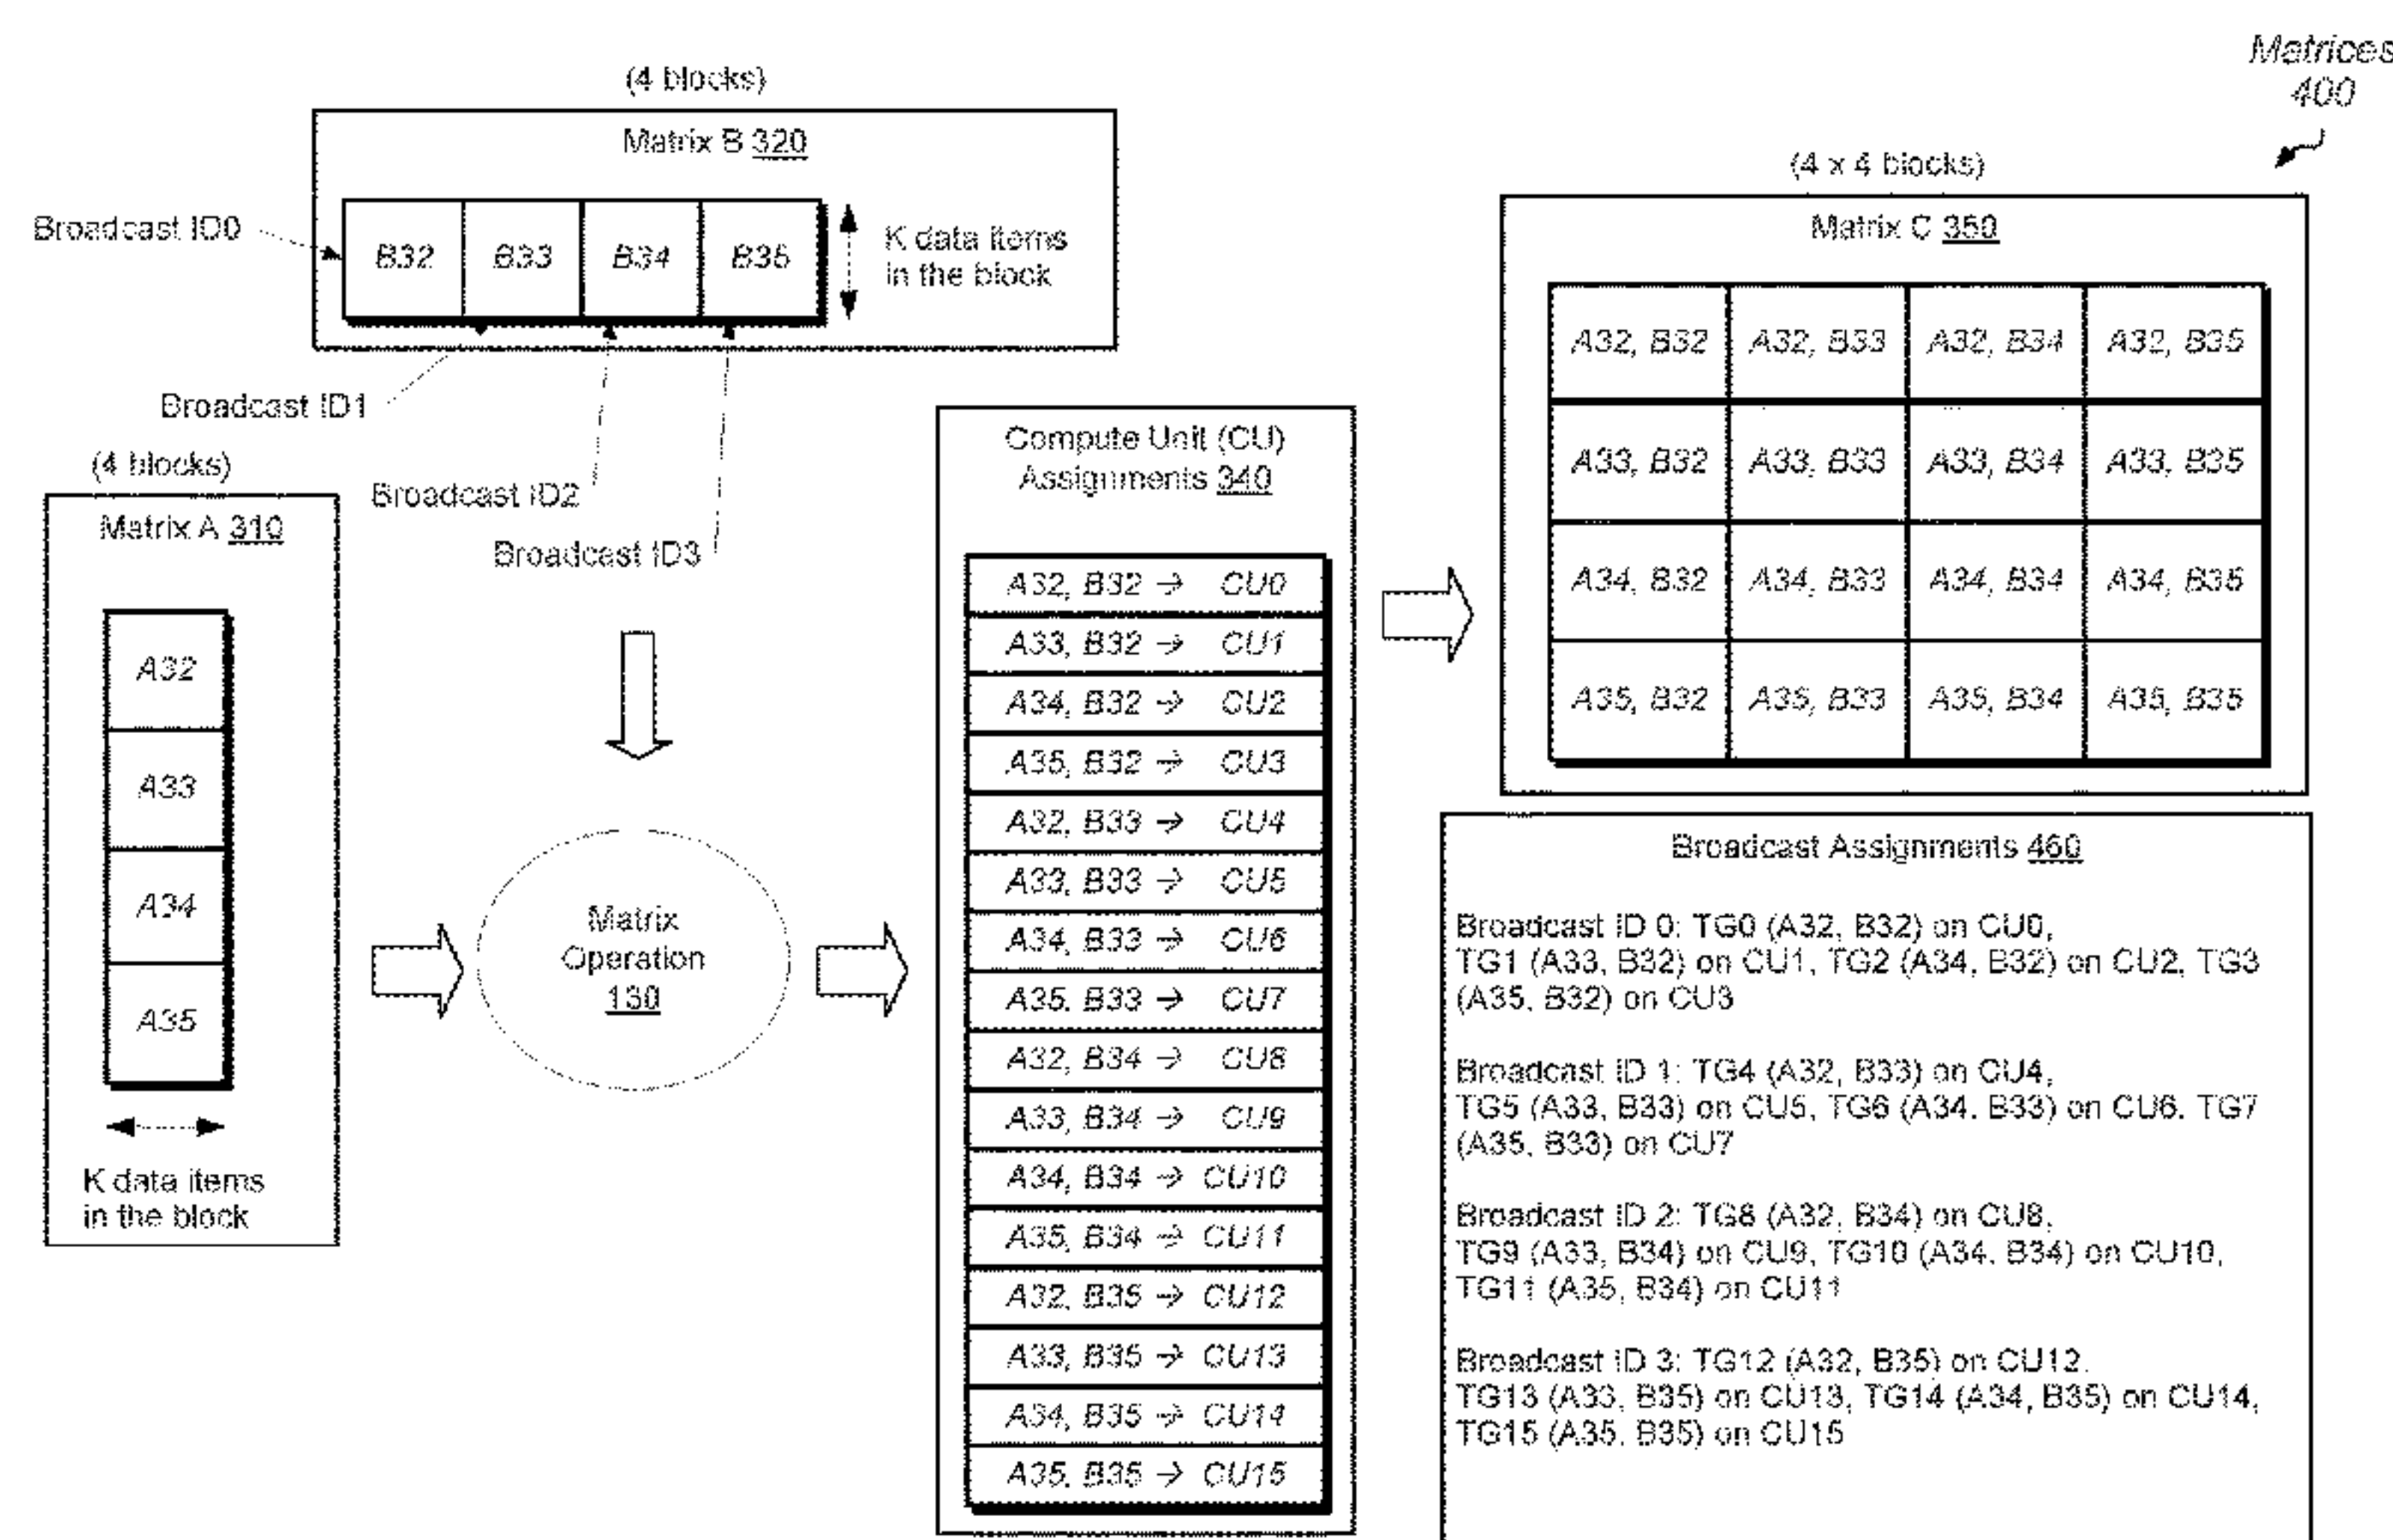 Matrices
400
(4 blocks)
Matrix B 320
Broadcast ID0
B32 B33 B34 B35
K data items
in the block
Broadcast ID1
Broadcast ID2
Broadcast ID3
(4 blocks)
Matrix A 310
A32
A33
A34
A35
K data items
in the block
Matrix
Operation
130
Compute Unit (CU)
Assignments 340
A32, B32 → CU0
A33, B32 → CU1
A34, B32 → CU2
A35, B32 → CU3
A32, B33 → CU4
A33, B33 → CU5
A34, B33 → CU6
A35, B33 → CU7
A32, B34 → CU8
A33, B34 → CU9
A34, B34 → CU10
A35, B34 → CU11
A32, B35 → CU12
A33, B35 → CU13
A34, B35 → CU14
A35, B35 → CU15
(4 x 4 blocks)
Matrix C 350
A32, B32 A32, B33 A32, B34 A32, B35
A33, B32 A33, B33 A33, B34 A33, B35
A34, B32 A34, B33 A34, B34 A34, B35
A35, B32 A35, B33 A35, B34 A35, B35
Broadcast Assignments 460
Broadcast ID 0: TG0 (A32, B32) on CU0,
TG1 (A33, B32) on CU1, TG2 (A34, B32) on CU2, TG3
(A35, B32) on CU3
Broadcast ID 1: TG4 (A32, B33) on CU4,
TG5 (A33, B33) on CU5, TG6 (A34, B33) on CU6, TG7
(A35, B33) on CU7
Broadcast ID 2: TG8 (A32, B34) on CU8,
TG9 (A33, B34) on CU9, TG10 (A34, B34) on CU10,
TG11 (A35, B34) on CU11
Broadcast ID 3: TG12 (A32, B35) on CU12,
TG13 (A33, B35) on CU13, TG14 (A34, B35) on CU14,
TG15 (A35, B35) on CU15